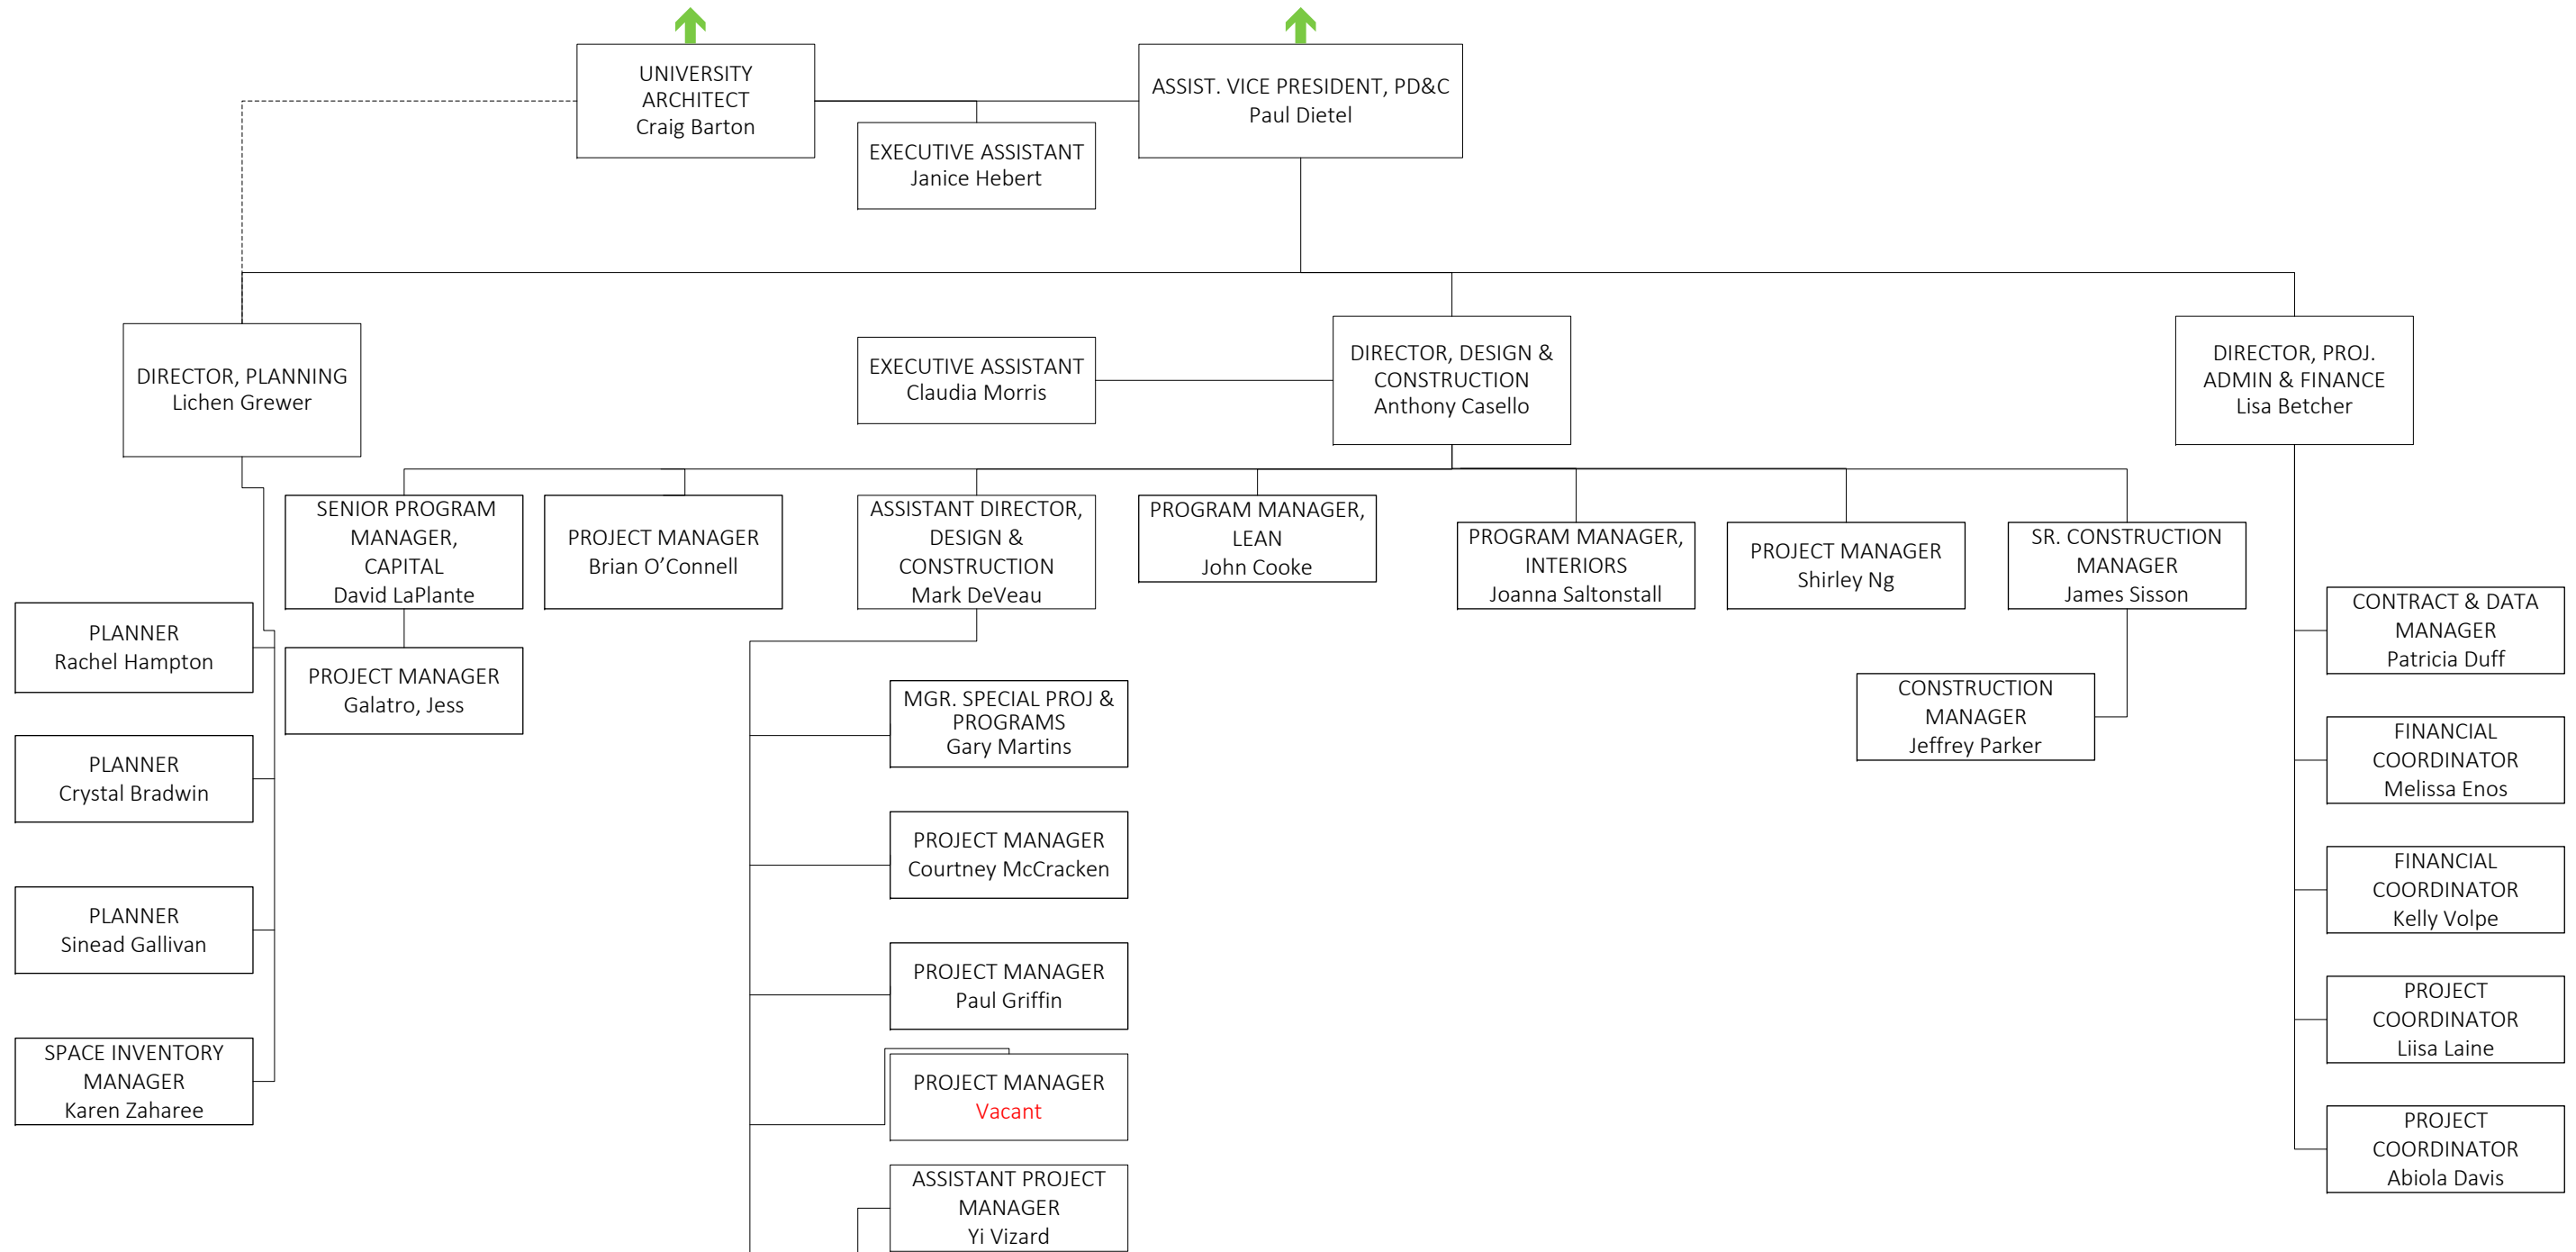 UNIVERSITY
ARCHITECT
Craig Barton
ASSIST. VICE PRESIDENT, PD&C
Paul Dietel
EXECUTIVE ASSISTANT
Janice Hebert
DIRECTOR, PLANNING
Lichen Grewer
EXECUTIVE ASSISTANT
Claudia Morris
DIRECTOR, DESIGN &
CONSTRUCTION
Anthony Casello
DIRECTOR, PROJ.
ADMIN & FINANCE
Lisa Betcher
SENIOR PROGRAM
MANAGER,
CAPITAL
David LaPlante
PROJECT MANAGER
Brian O’Connell
ASSISTANT DIRECTOR,
DESIGN &
CONSTRUCTION
Mark DeVeau
PROGRAM MANAGER,
LEAN
John Cooke
PROGRAM MANAGER,
INTERIORS
Joanna Saltonstall
PROJECT MANAGER
Shirley Ng
SR. CONSTRUCTION
MANAGER
James Sisson
PLANNER
Rachel Hampton
PROJECT MANAGER
Galatro, Jess
CONTRACT & DATA
MANAGER
Patricia Duff
MGR. SPECIAL PROJ &
PROGRAMS
Gary Martins
CONSTRUCTION
MANAGER
Jeffrey Parker
PLANNER
Crystal Bradwin
FINANCIAL
COORDINATOR
Melissa Enos
PROJECT MANAGER
Courtney McCracken
FINANCIAL
COORDINATOR
Kelly Volpe
PLANNER
Sinead Gallivan
PROJECT MANAGER
Paul Griffin
PROJECT
COORDINATOR
Liisa Laine
SPACE INVENTORY
MANAGER
Karen Zaharee
PROJECT MANAGER
Vacant
PROJECT
COORDINATOR
Abiola Davis
ASSISTANT PROJECT
MANAGER
Yi Vizard